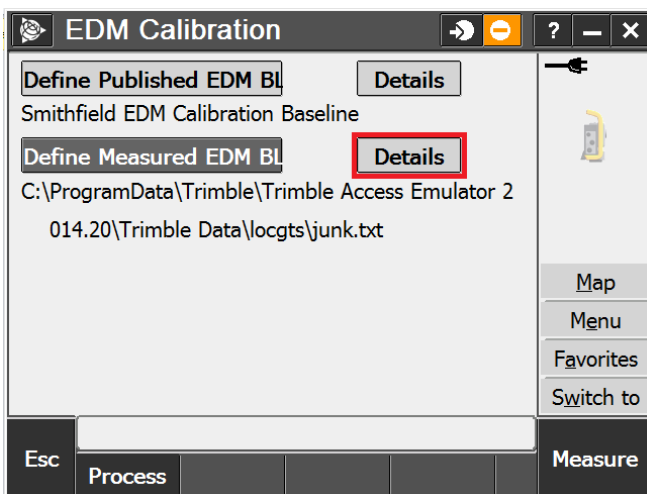 EDM Calibration
? — ×
Define Published EDM BL Details
Smithfield EDM Calibration Baseline
Define Measured EDM BL Details
C:\ProgramData\Trimble\Trimble Access Emulator 2
014.20\Trimble Data\locgts\junk.txt
Map
Menu
Favorites
Switch to
Esc
Process
Measure